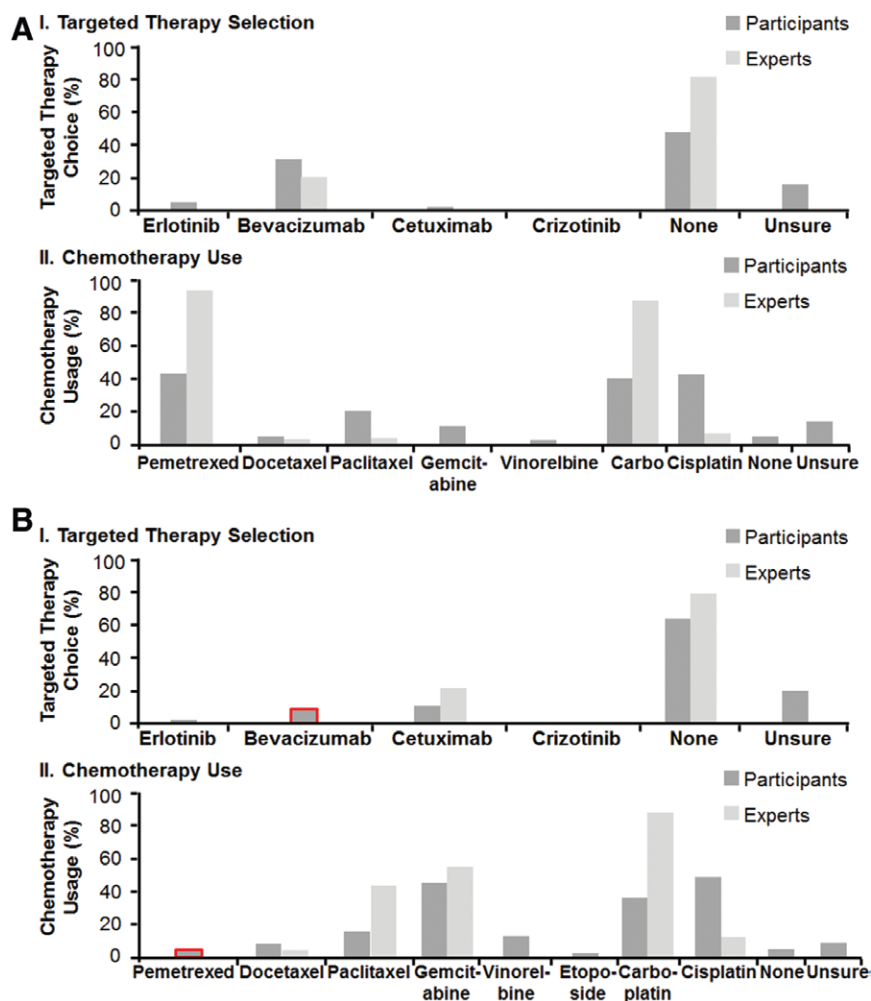 A
I. Targeted Therapy Selection
Participants
Experts
Targeted Therapy
Choice (%)
100
80
60
40
20
0
Erlotinib Bevacizumab Cetuximab Crizotinib None Unsure
II. Chemotherapy Use
Participants
Experts
Chemotherapy
Usage (%)
100
80
60
40
20
0
Pemetrexed Docetaxel Paclitaxel Gemcit- Vinorelbine Carbo Cisplatin None Unsure
abine
B
I. Targeted Therapy Selection
Participants
Experts
Targeted Therapy
Choice (%)
100
80
60
40
20
0
Erlotinib Bevacizumab Cetuximab Crizotinib None Unsure
II. Chemotherapy Use
Participants
Experts
Chemotherapy
Usage (%)
100
80
60
40
20
0
Pemetrexed Docetaxel Paclitaxel Gemcit- Vinorel- Etopo- Carbo- Cisplatin None Unsure
abine bine side platin